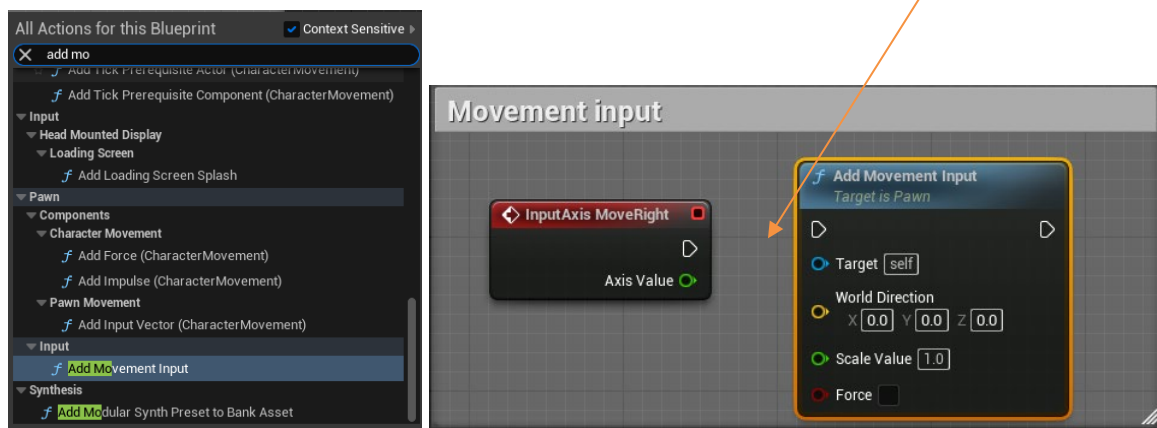 All Actions for this Blueprint
Context Sensitive
add mo
Add Tick Prerequisite Actor (CharacterMovement)
Add Tick Prerequisite Component (CharacterMovement)
Input
Head Mounted Display
Loading Screen
f Add Loading Screen Splash
Pawn
Components
Character Movement
f Add Force (CharacterMovement)
f Add Impulse (CharacterMovement)
Pawn Movement
f Add Input Vector (CharacterMovement)
Input
f Add Movement Input
Synthesis
f Add Modular Synth Preset to Bank Asset
Movement input
InputAxis MoveRight
Axis Value
f Add Movement Input
Target is Pawn
Target self
World Direction
X 0.0 Y 0.0 Z 0.0
Scale Value 1.0
Force